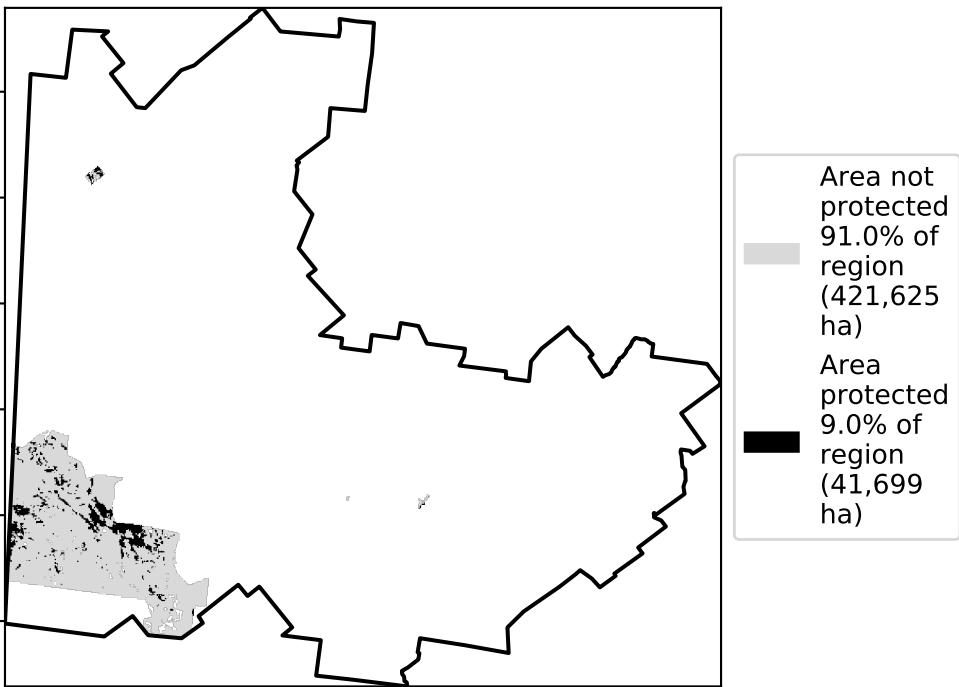 Area not
protected
91.0% of
region
(421,625
ha)
Area
protected
9.0% of
region
(41,699
ha)